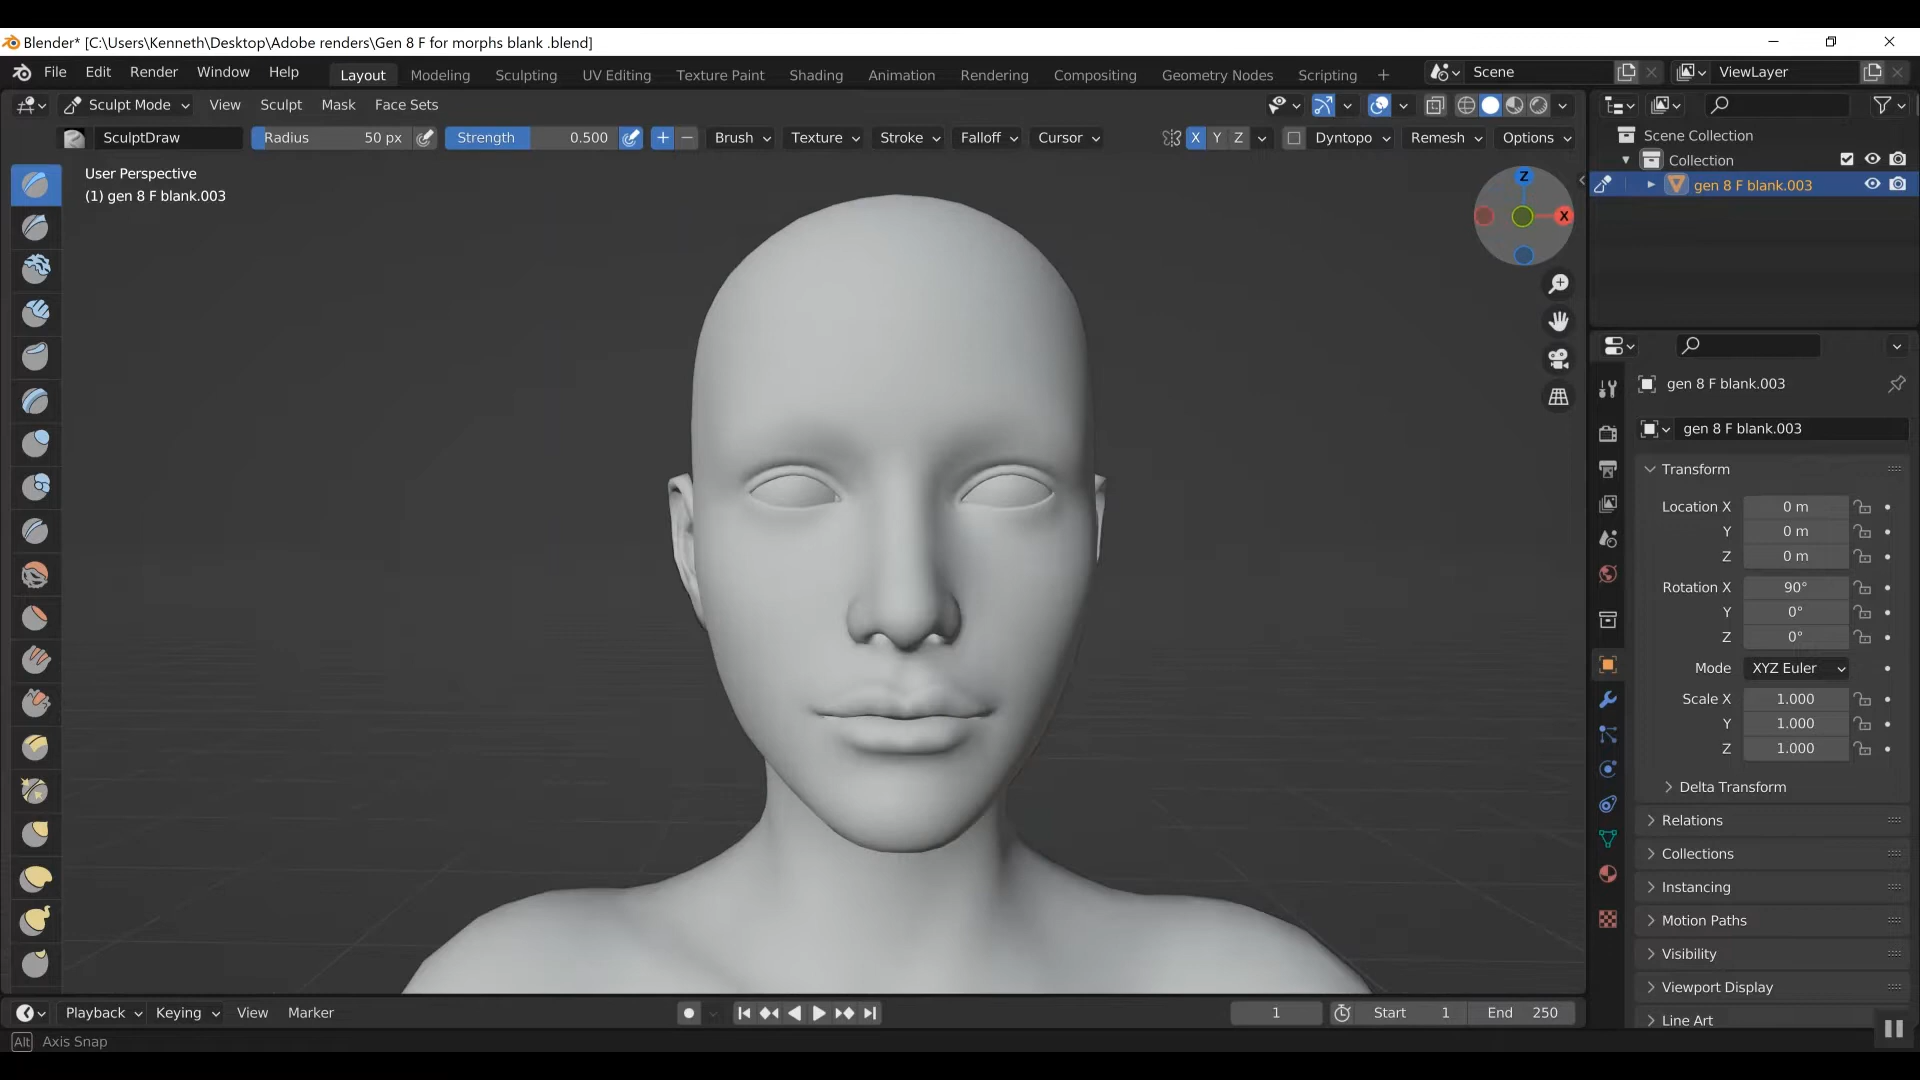 Blender* [C:\Users\Kenneth\Desktop\Adobe renders\Gen 8 F for morphs blank .blend]
File Edit Render Window Help Layout Modeling Sculpting UV Editing Texture Paint Shading Animation Rendering Compositing Geometry Nodes Scripting + Scene ViewLayer
Sculpt Mode View Sculpt Mask Face Sets
SculptDraw Radius 50 px Strength 0.500 + − Brush Texture Stroke Falloff Cursor X Y Z Dyntopo Remesh Options
User Perspective
(1) gen 8 F blank.003
Z
X
Scene Collection
Collection
gen 8 F blank.003
gen 8 F blank.003
gen 8 F blank.003
Transform
Location X 0 m
Y 0 m
Z 0 m
Rotation X 90°
Y 0°
Z 0°
Mode XYZ Euler
Scale X 1.000
Y 1.000
Z 1.000
Delta Transform
Relations
Collections
Instancing
Motion Paths
Visibility
Viewport Display
Line Art
Playback Keying View Marker 1 Start 1 End 250
Alt Axis Snap